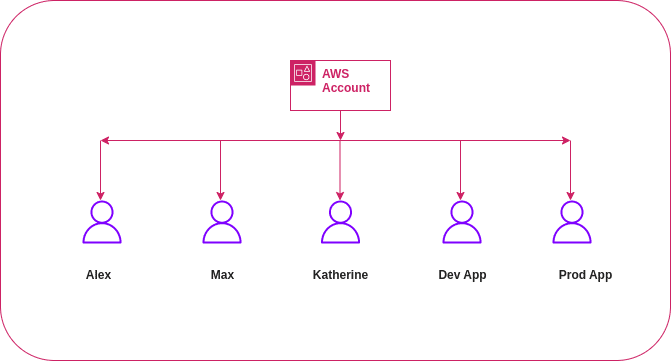 AWS
Account
Alex
Max
Katherine
Dev App
Prod App